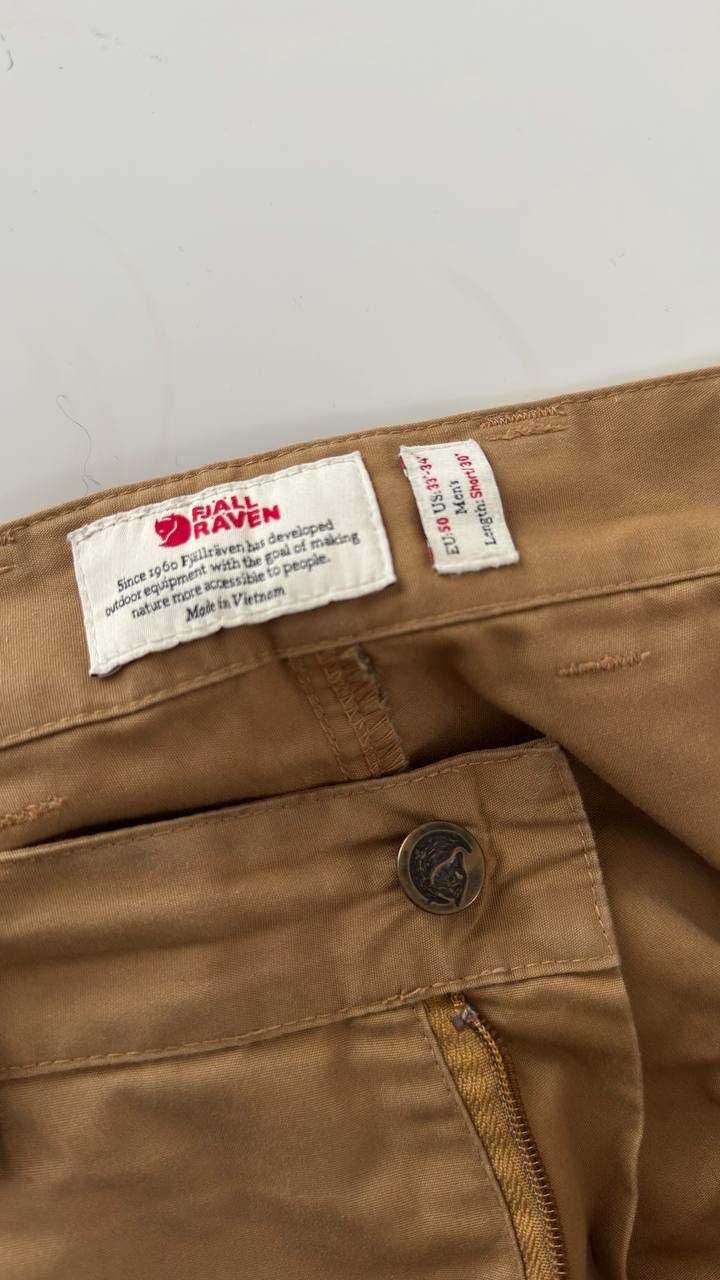 FJÄLL
RÄVEN
Since 1960 Fjällräven has developed
outdoor equipment with the goal of making
nature more accessible to people.
Made in Vietnam
EU:50 US:33"-34"
Men's
Length:Short/30"